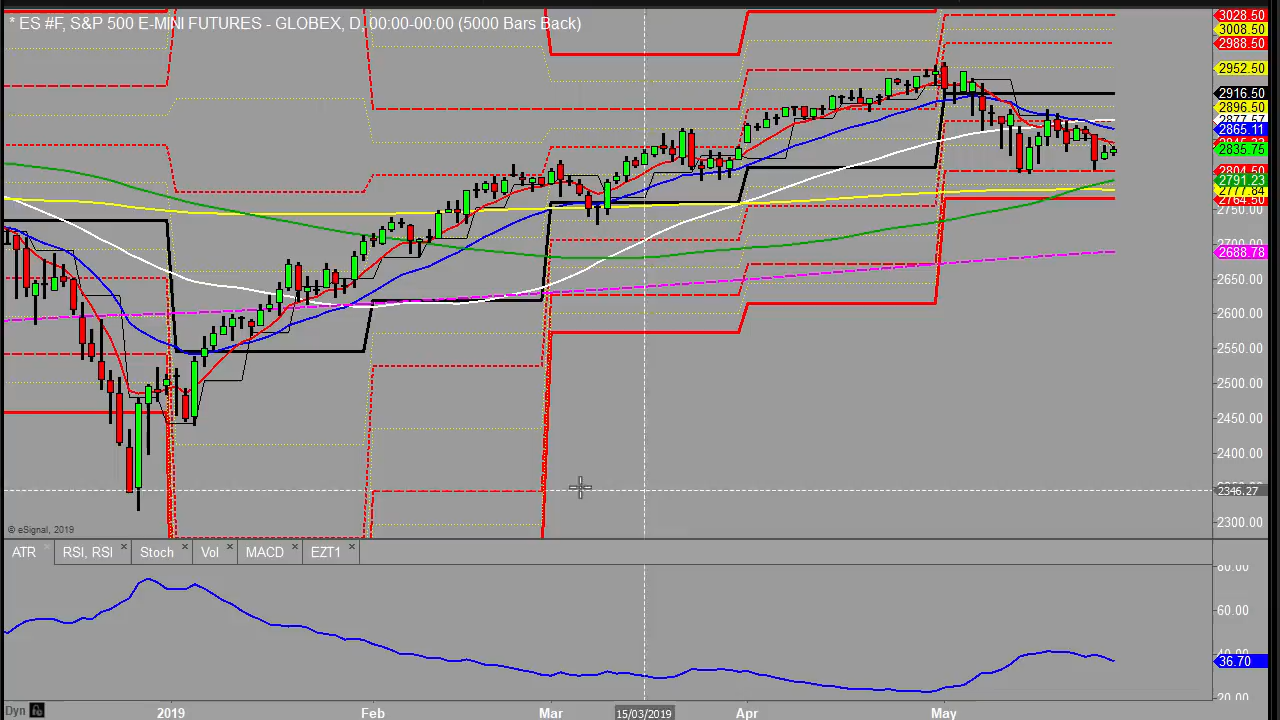 * ES #F, S&P 500 E-MINI FUTURES - GLOBEX, D, 00:00-00:00 (5000 Bars Back)
3028.50
3008.50
2988.50
2952.50
2916.50
2896.50
2877.57
2865.11
2835.75
2804.50
2791.23
2777.84
2764.50
2750.00
2700.00
2688.78
2650.00
2600.00
2550.00
2500.00
2450.00
2400.00
2346.27
2300.00
© eSignal, 2019
ATR
RSI, RSI
Stoch
Vol
MACD
EZT1
80.00
60.00
40.00
36.70
20.00
Dyn
2019
Feb
Mar
15/03/2019
Apr
May